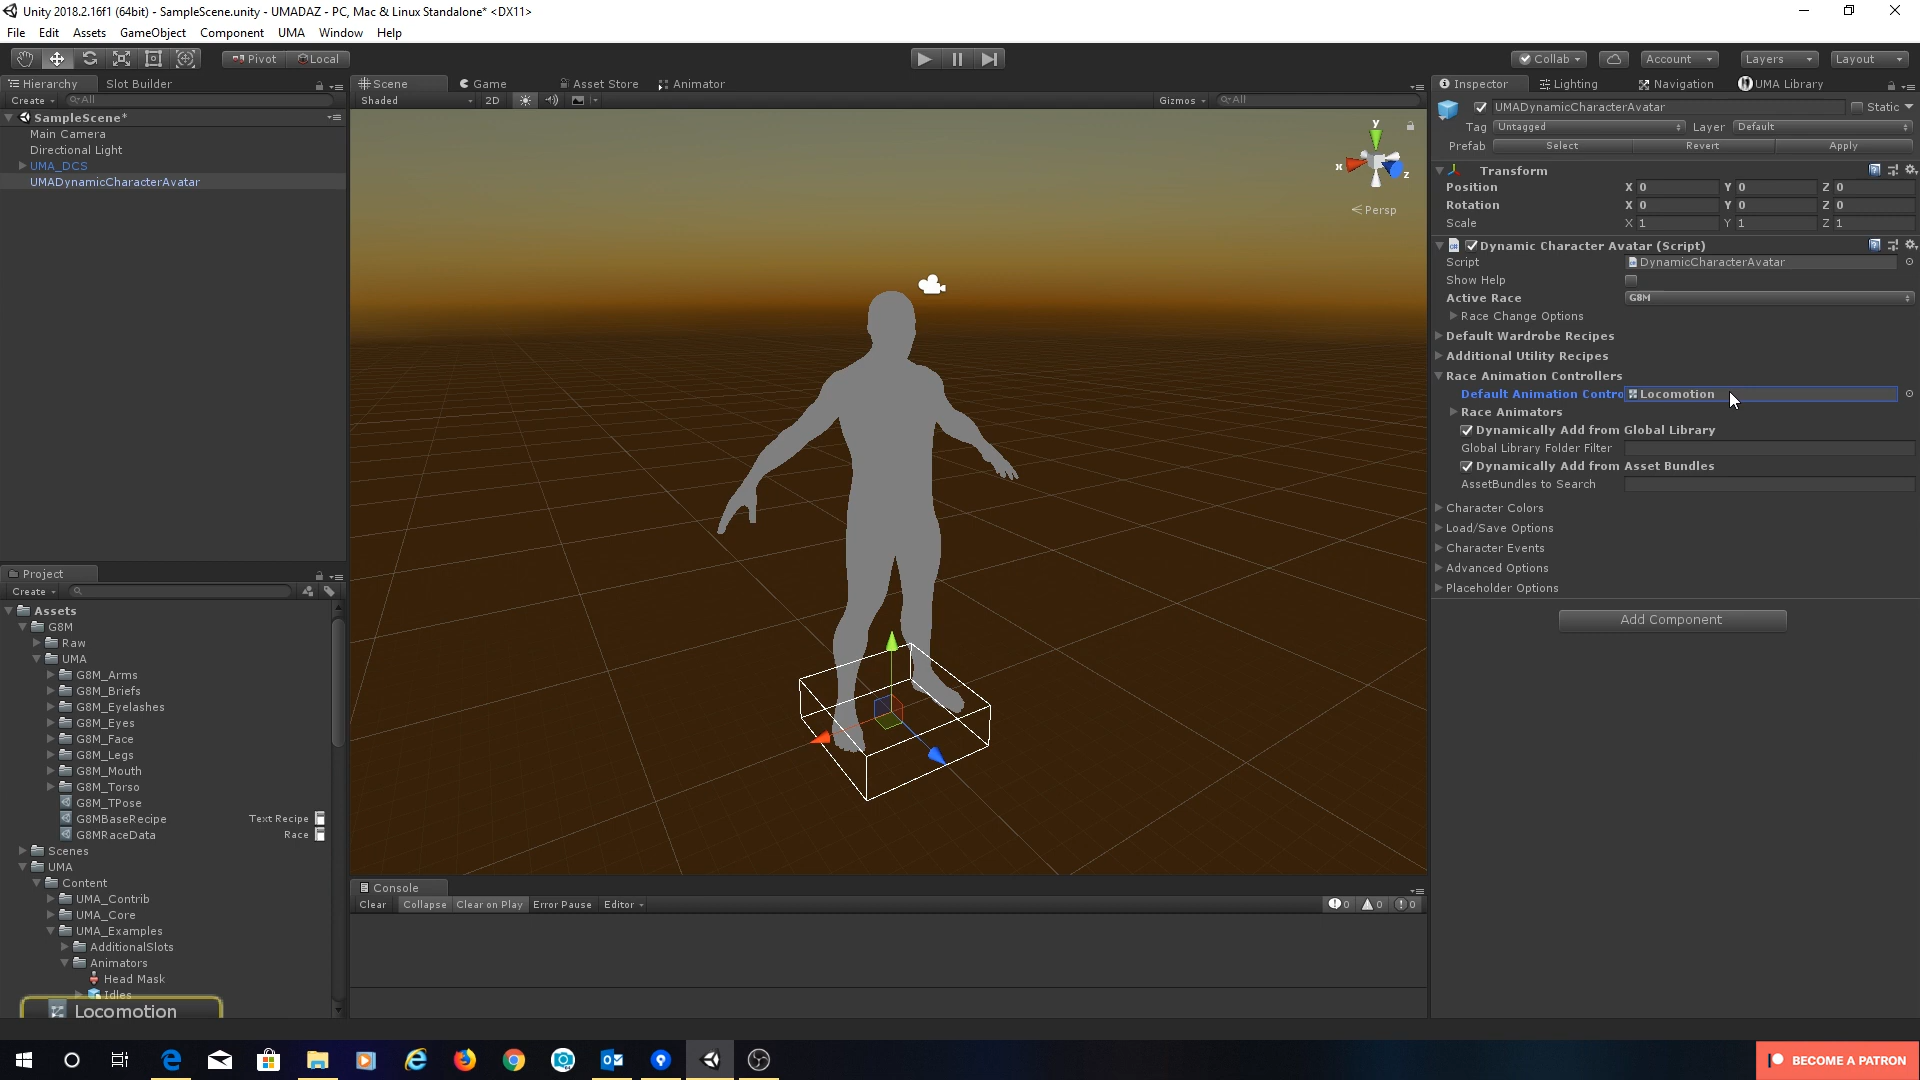 Unity 2018.2.16f1 (64bit) - SampleScene.unity - UMADAZ - PC, Mac & Linux Standalone* <DX11>
File Edit Assets GameObject Component UMA Window Help
Pivot Local Collab Account Layers Layout
Hierarchy Slot Builder
Create All
SampleScene*
Main Camera
Directional Light
UMA_DCS
UMADynamicCharacterAvatar
Scene Game Asset Store Animator
Shaded 2D Gizmos All
y
x
z
Persp
Inspector Lighting Navigation UMA Library
UMADynamicCharacterAvatar Static
Tag Untagged Layer Default
Prefab Select Revert Apply
Transform
Position X 0 Y 0 Z 0
Rotation X 0 Y 0 Z 0
Scale X 1 Y 1 Z 1
Dynamic Character Avatar (Script)
Script DynamicCharacterAvatar
Show Help
Active Race G8M
Race Change Options
Default Wardrobe Recipes
Additional Utility Recipes
Race Animation Controllers
Default Animation Contro Locomotion
Race Animators
Dynamically Add from Global Library
Global Library Folder Filter
Dynamically Add from Asset Bundles
AssetBundles to Search
Character Colors
Load/Save Options
Character Events
Advanced Options
Placeholder Options
Add Component
Project
Create
Assets
G8M
Raw
UMA
G8M_Arms
G8M_Briefs
G8M_Eyelashes
G8M_Eyes
G8M_Face
G8M_Legs
G8M_Mouth
G8M_Torso
G8M_TPose
G8MBaseRecipe Text Recipe
G8MRaceData Race
Scenes
UMA
Content
UMA_Contrib
UMA_Core
UMA_Examples
AdditionalSlots
Animators
Head Mask
Idles
Locomotion
Console
Clear Collapse Clear on Play Error Pause Editor 0 0 0
BECOME A PATRON